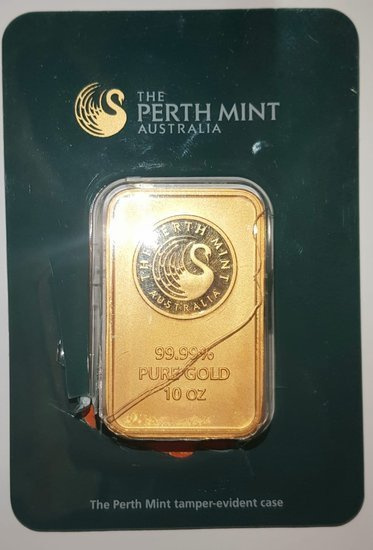 THE
PERTH MINT
AUSTRALIA
THE PERTH MINT
AUSTRALIA
99.99%
PURE GOLD
10 OZ
The Perth Mint tamper-evident case